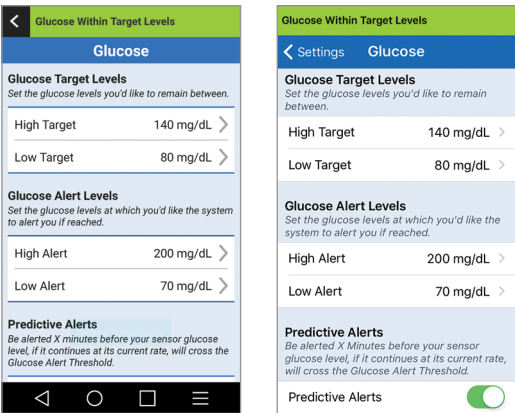 Glucose Within Target Levels
Glucose
Glucose Target Levels
Set the glucose levels you'd like to remain between.
High Target 140 mg/dL
Low Target 80 mg/dL
Glucose Alert Levels
Set the glucose levels at which you'd like the system
to alert you if reached.
High Alert 200 mg/dL
Low Alert 70 mg/dL
Predictive Alerts
Be alerted X minutes before your sensor glucose
level, if it continues at its current rate, will cross the
Glucose Alert Threshold.
Glucose Within Target Levels
Settings Glucose
Glucose Target Levels
Set the glucose levels you'd like to remain
between.
High Target 140 mg/dL
Low Target 80 mg/dL
Glucose Alert Levels
Set the glucose levels at which you'd like the
system to alert you if reached.
High Alert 200 mg/dL
Low Alert 70 mg/dL
Predictive Alerts
Be alerted X Minutes before your sensor
glucose level, if it continues at its current rate,
will cross the Glucose Alert Threshold.
Predictive Alerts